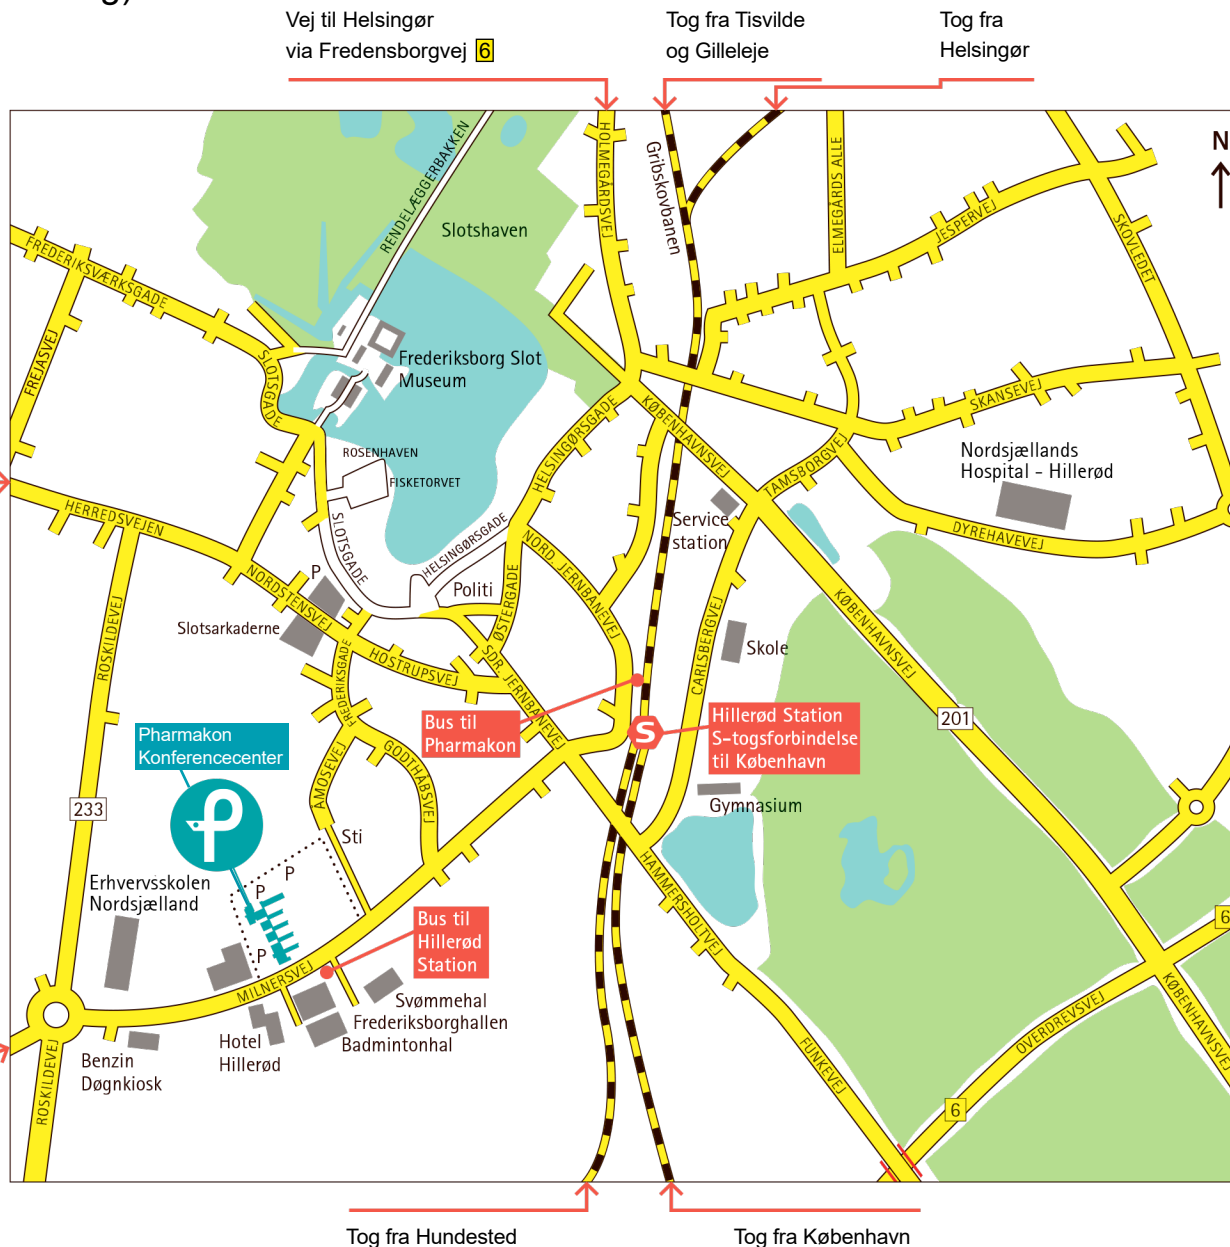 g)
Vej til Helsingør
via Fredensborgvej 6
Tog fra Tisvilde
og Gilleleje
Tog fra
Helsingør
N
HOLMEGÅRDSVEJ
Gribskovbanen
ELMEGÅRDS ALLE
JESPERVEJ
SKOVLEDET
RENDELÆGGERBAKKEN
Slotshaven
FREDERIKSVÆRKSGADE
FREJASVEJ
SLOTSGADE
Frederiksborg Slot
Museum
ROSENHAVEN
FISKETORVET
HELSINGØRSGADE
KØBENHAVNSVEJ
SKANSEVEJ
TAMSBORGVEJ
Nordsjællands
Hospital - Hillerød
DYREHAVEVEJ
Service
station
HERREDSVEJEN
SLOTSGADE
HELSINGØRSGADE
NORD. JERNBANEVEJ
Politi
ØSTERGADE
P
NORDSTENSVEJ
Slotsarkaderne
HOSTRUPSVEJ
SDR. JERNBANEVEJ
FREDERIKSGADE
ROSKILDEVEJ
CARLSBERGVEJ
Skole
KØBENHAVNSVEJ
201
Bus til
Pharmakon
S
Hillerød Station
S-togsforbindelse
til København
Pharmakon
Konferencecenter
ÅMOSEVEJ
GODTHÅBSVEJ
Gymnasium
233
Sti
HAMMERSHOLTVEJ
Erhvervsskolen
Nordsjælland
P
P
P
Bus til
Hillerød
Station
6
MILNERSVEJ
Svømmehal
Frederiksborghallen
Badmintonhal
Hotel
Hillerød
Benzin
Døgnkiosk
ROSKILDEVEJ
FUNKEVEJ
OVERDREVSVEJ
KØBENHAVNSVEJ
6
Tog fra Hundested
Tog fra København